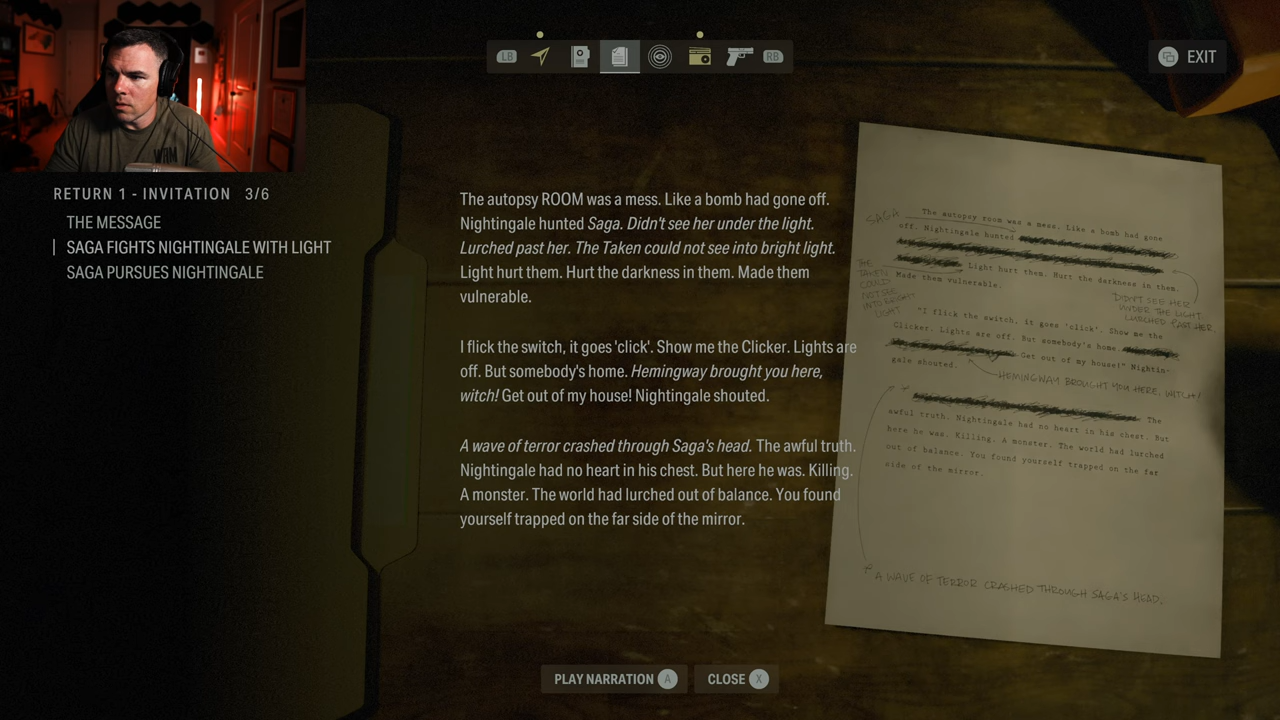 LB
RB
EXIT
WAM
RETURN 1 - INVITATION 3/6
THE MESSAGE
SAGA FIGHTS NIGHTINGALE WITH LIGHT
SAGA PURSUES NIGHTINGALE
The autopsy ROOM was a mess. Like a bomb had gone off.
Nightingale hunted Saga. Didn't see her under the light.
Lurched past her. The Taken could not see into bright light.
Light hurt them. Hurt the darkness in them. Made them
vulnerable.
I flick the switch, it goes 'click'. Show me the Clicker. Lights are
off. But somebody's home. Hemingway brought you here,
witch! Get out of my house! Nightingale shouted.
A wave of terror crashed through Saga's head. The awful truth.
Nightingale had no heart in his chest. But here he was. Killing.
A monster. The world had lurched out of balance. You found
yourself trapped on the far side of the mirror.
SAGA
The autopsy room was a mess. Like a bomb had gone
off. Nightingale hunted
THE
TAKEN
COULD
NOT SEE
INTO BRIGHT
LIGHT
Light hurt them. Hurt the darkness in them.
Made them vulnerable.
DIDN'T SEE HER
UNDER THE LIGHT.
LURCHED PAST HER.
"I flick the switch, it goes 'click'. Show me the
Clicker. Lights are off. But somebody's home.
Get out of my house!" Nightin-
gale shouted.
HEMINGWAY BROUGHT YOU HERE, WITCH!
The
awful truth. Nightingale had no heart in his chest. But
here he was. Killing. A monster. The world had lurched
out of balance. You found yourself trapped on the far
side of the mirror.
A WAVE OF TERROR CRASHED THROUGH SAGA'S HEAD.
PLAY NARRATION A
CLOSE X